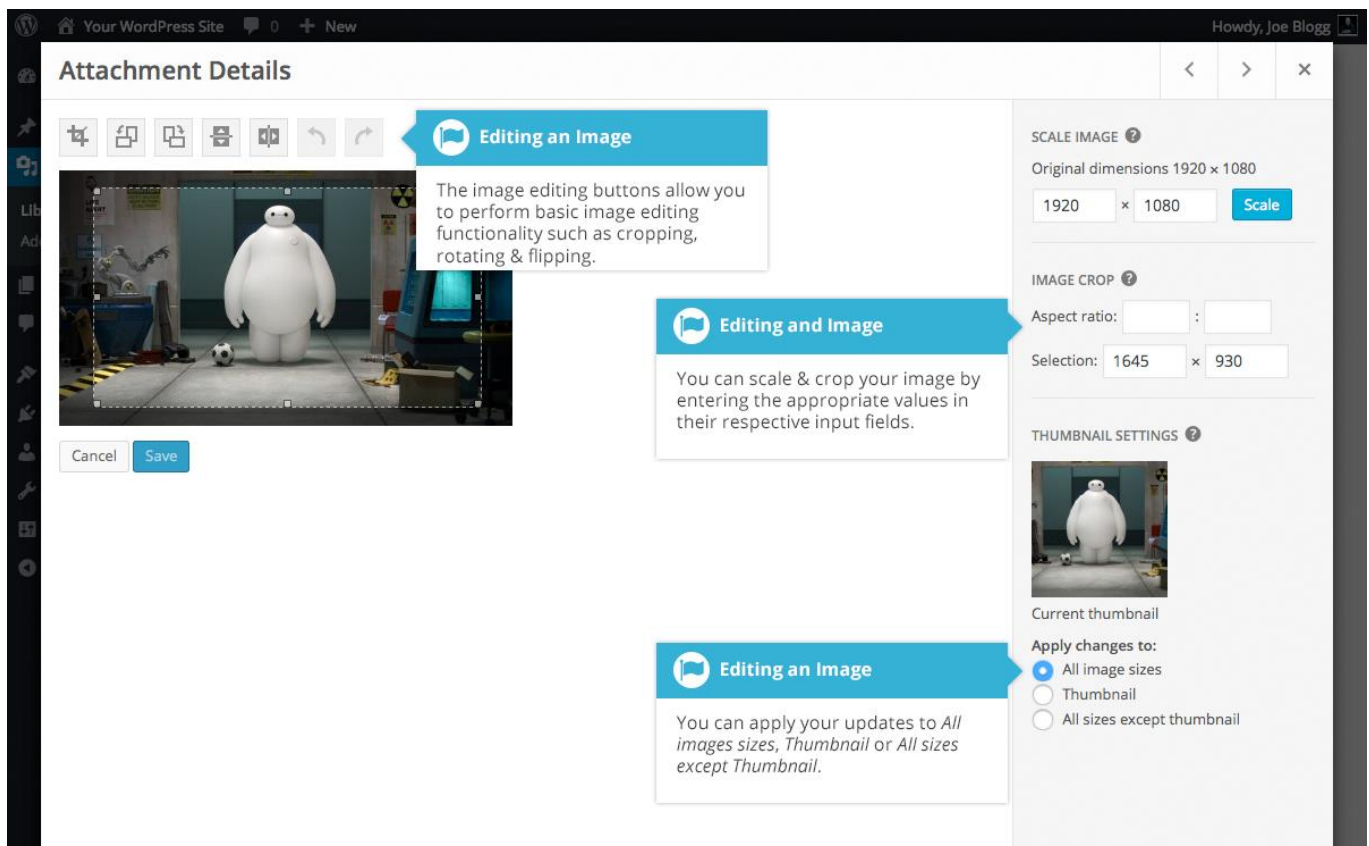 Your WordPress Site 0 + New
Howdy, Joe Blogg
Attachment Details
Editing an Image
The image editing buttons allow you
to perform basic image editing
functionality such as cropping,
rotating & flipping.
SCALE IMAGE
Original dimensions 1920 × 1080
1920 × 1080 Scale
IMAGE CROP
Aspect ratio: :
Selection: 1645 × 930
Editing and Image
You can scale & crop your image by
entering the appropriate values in
their respective input fields.
Cancel Save
THUMBNAIL SETTINGS
Current thumbnail
Apply changes to:
All image sizes
Thumbnail
All sizes except thumbnail
Editing an Image
You can apply your updates to All
images sizes, Thumbnail or All sizes
except Thumbnail.